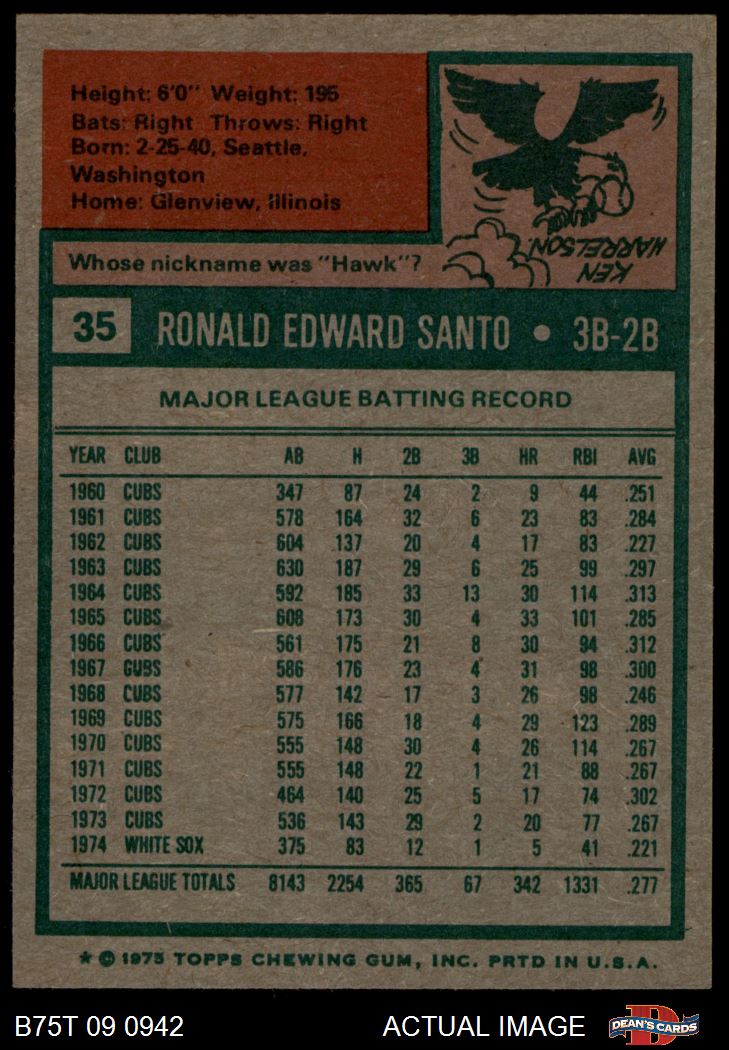 Height: 6'0" Weight: 195
Bats: Right Throws: Right
Born: 2-25-40, Seattle,
Washington
Home: Glenview, Illinois
KEN
HARRELSON
Whose nickname was "Hawk"?
35 RONALD EDWARD SANTO • 3B-2B
MAJOR LEAGUE BATTING RECORD
YEAR CLUB AB H 2B 3B HR RBI AVG
1960 CUBS 347 87 24 2 9 44 .251
1961 CUBS 578 164 32 6 23 83 .284
1962 CUBS 604 137 20 4 17 83 .227
1963 CUBS 630 187 29 6 25 99 .297
1964 CUBS 592 185 33 13 30 114 .313
1965 CUBS 608 173 30 4 33 101 .285
1966 CUBS 561 175 21 8 30 94 .312
1967 CUBS 586 176 23 4 31 98 .300
1968 CUBS 577 142 17 3 26 98 .246
1969 CUBS 575 166 18 4 29 123 .289
1970 CUBS 555 148 30 4 26 114 .267
1971 CUBS 555 148 22 1 21 88 .267
1972 CUBS 464 140 25 5 17 74 .302
1973 CUBS 536 143 29 2 20 77 .267
1974 WHITE SOX 375 83 12 1 5 41 .221
MAJOR LEAGUE TOTALS 8143 2254 365 67 342 1331 .277
* © 1975 TOPPS CHEWING GUM, INC. PRTD IN U.S.A.
B75T 09 0942 ACTUAL IMAGE DEAN'S CARDS